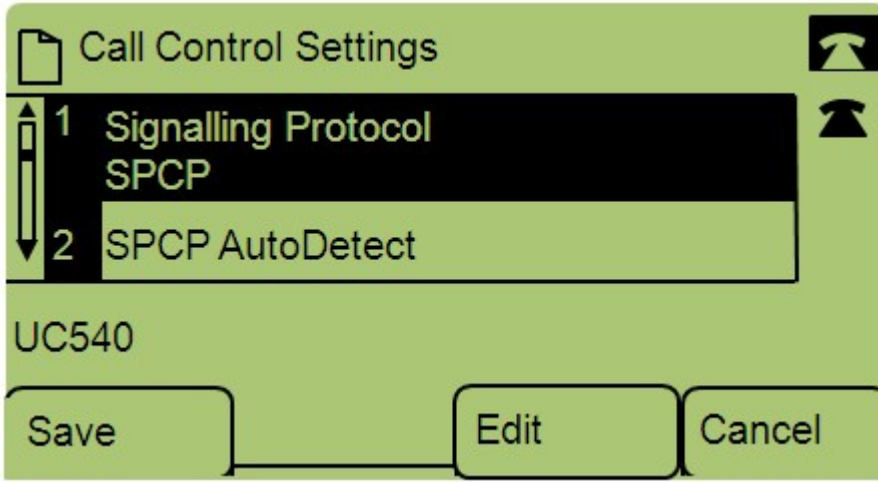 Call Control Settings
1 Signalling Protocol
SPCP
2 SPCP AutoDetect
UC540
Save Edit Cancel